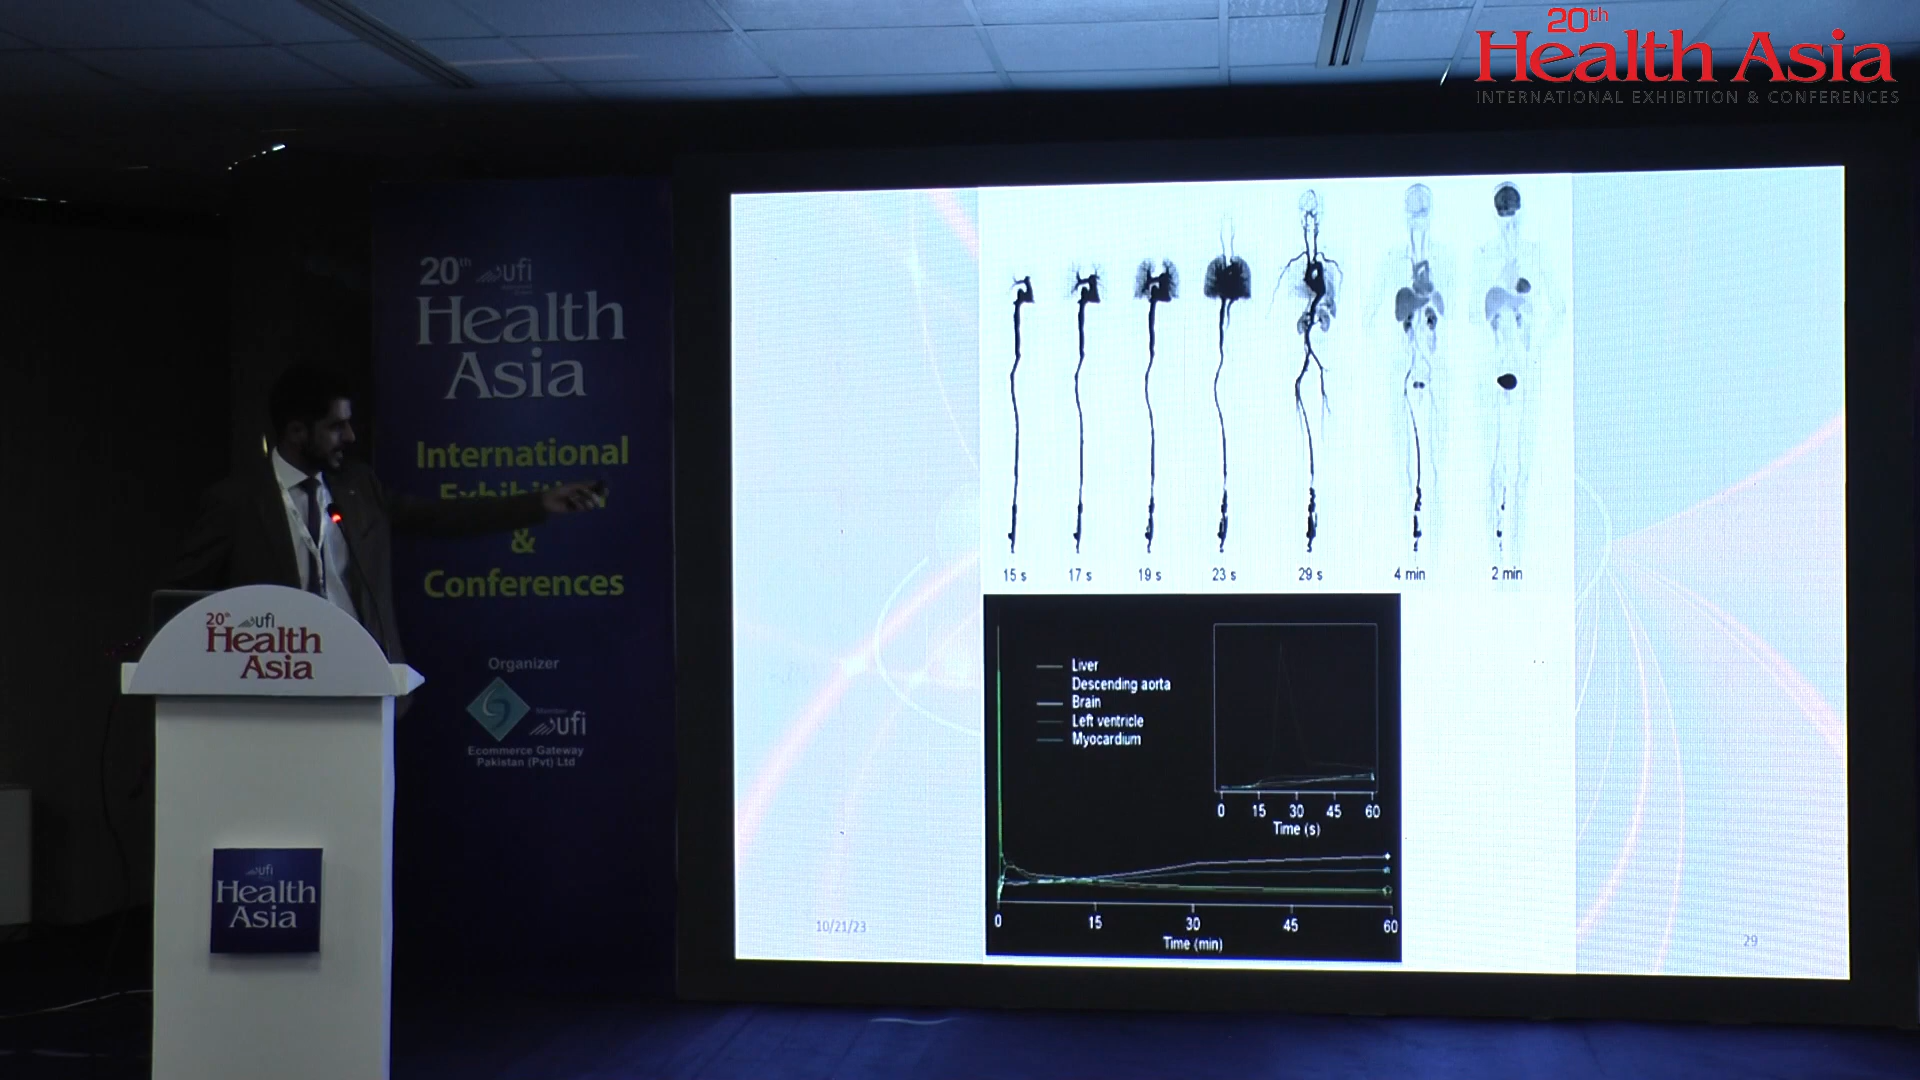 20th
Health Asia
INTERNATIONAL EXHIBITION & CONFERENCES
20th ufi
Health
Asia
International
&
Conferences
Organizer
ufi
Ecommerce Gateway
Pakistan (Pvt) Ltd
20th ufi
Health
Asia
ufi
Health
Asia
15 s 17 s 19 s 23 s 29 s 4 min 2 min
Liver
Descending aorta
Brain
Left ventricle
Myocardium
0 15 30 45 60
Time (s)
0 15 30 45 60
Time (min)
10/21/23
29